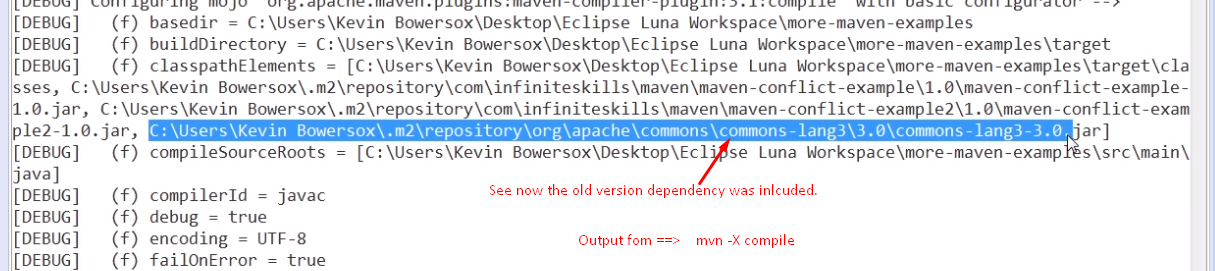 [DEBUG] Configuring mojo 'org.apache.maven.plugins:maven-compiler-plugin:3.1:compile' with basic configurator -->
[DEBUG]   (f) basedir = C:\Users\Kevin Bowersox\Desktop\Eclipse Luna Workspace\more-maven-examples
[DEBUG]   (f) buildDirectory = C:\Users\Kevin Bowersox\Desktop\Eclipse Luna Workspace\more-maven-examples\target
[DEBUG]   (f) classpathElements = [C:\Users\Kevin Bowersox\Desktop\Eclipse Luna Workspace\more-maven-examples\target\cla
sses, C:\Users\Kevin Bowersox\.m2\repository\com\infiniteskills\maven\maven-conflict-example\1.0\maven-conflict-example-
1.0.jar, C:\Users\Kevin Bowersox\.m2\repository\com\infiniteskills\maven\maven-conflict-example2\1.0\maven-conflict-exam
ple2-1.0.jar, C:\Users\Kevin Bowersox\.m2\repository\org\apache\commons\commons-lang3\3.0\commons-lang3-3.0.jar]
[DEBUG]   (f) compileSourceRoots = [C:\Users\Kevin Bowersox\Desktop\Eclipse Luna Workspace\more-maven-examples\src\main\
java]
See now the old version dependency was inlcuded.
[DEBUG]   (f) compilerId = javac
[DEBUG]   (f) debug = true
[DEBUG]   (f) encoding = UTF-8
Output fom ==>    mvn -X compile
[DEBUG]   (f) failOnError = true